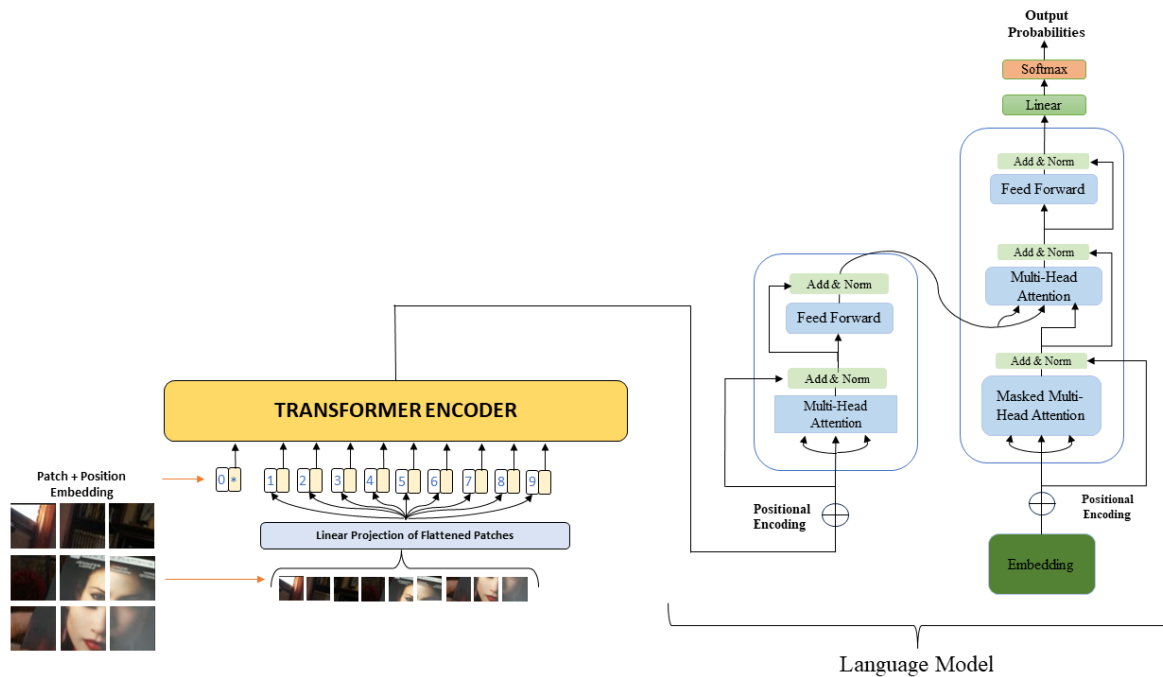 Output
Probabilities
Softmax
Linear
Add & Norm
Feed Forward
Add & Norm
Multi-Head
Attention
Add & Norm
Masked Multi-
Head Attention
Positional
Encoding
Embedding
Add & Norm
Feed Forward
Add & Norm
Multi-Head
Attention
Positional
Encoding
TRANSFORMER ENCODER
Patch + Position
Embedding
0 * 1 2 3 4 5 6 7 8 9
Linear Projection of Flattened Patches
Language Model